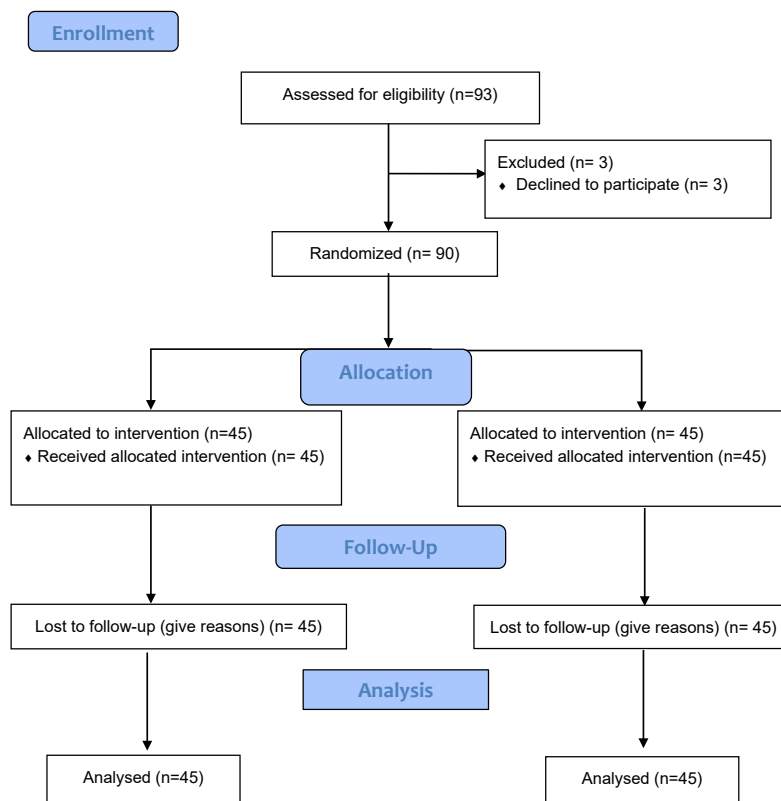 Enrollment
Assessed for eligibility (n=93)
Excluded (n= 3)
♦ Declined to participate (n= 3)
Randomized (n= 90)
Allocation
Allocated to intervention (n=45)
♦ Received allocated intervention (n= 45)
Allocated to intervention (n= 45)
♦ Received allocated intervention (n=45)
Follow-Up
Lost to follow-up (give reasons) (n= 45)
Lost to follow-up (give reasons) (n= 45)
Analysis
Analysed (n=45)
Analysed (n=45)